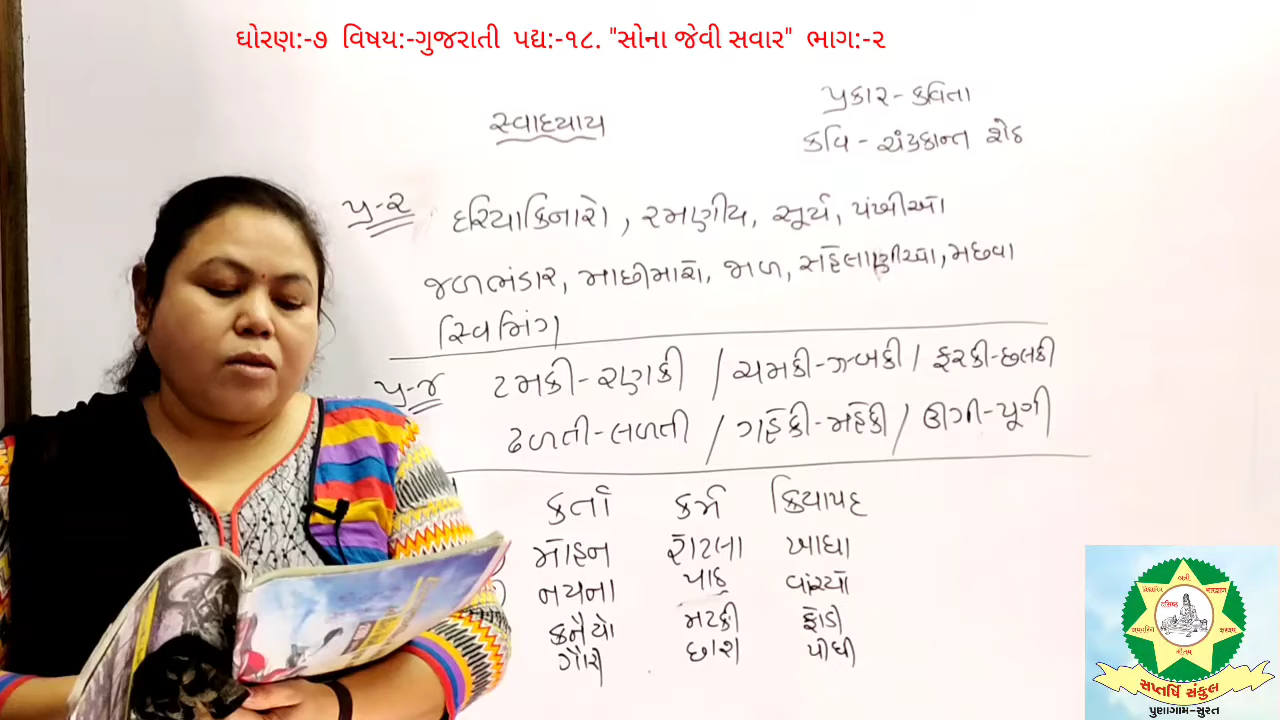 ધોરણ:-૭ વિષય:-ગુજરાતી પદ્ય:-૧૮. "સોના જેવી સવાર" ભાગ:-૨
પ્રકાર - કવિતા
સ્વાધ્યાય
કવિ - ચંદ્રકાન્ત શેઠ
પ્ર-૨ દરિયાકિનારો, રમણીય, સૂર્ય, પંખીઓ
જળભંડાર, માછીમારો, જાળ, સહેલાણીઓ, મછવા
સ્વિમિંગ
પ્ર-૪ ટમકી-રણકી / ચમકી-ઝબકી / ફરકી-છલકી
ઢળતી-લળતી / ગહેકી-મહેકી / ઊગી-પૂગી
કર્તા કર્મ ક્રિયાપદ
મોહન રોટલા ખાધા
નયના પાઠ વાંચ્યો
કનૈયો મટકી ફોડી
ગૌરી છાશ પીધી
સપ્તર્ષિ સંકુલ
પુણાગામ-સુરત